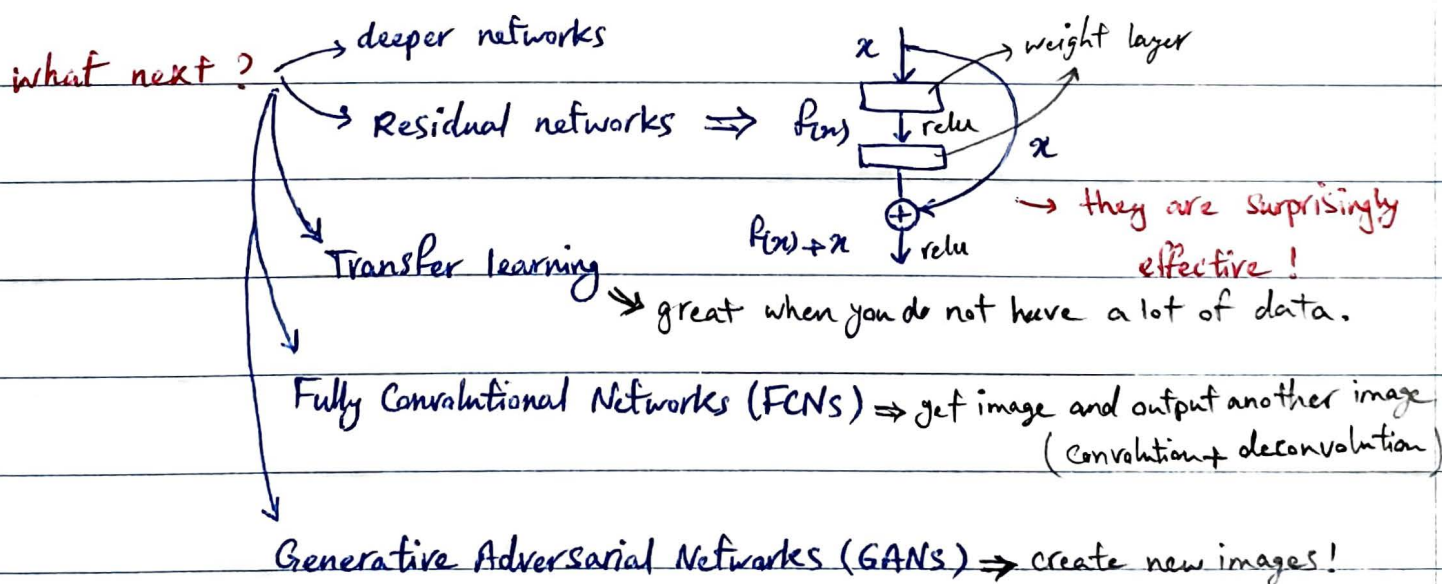 what next ?
→ deeper networks
→ Residual networks ⇒
x
→ weight layer
f(x)
relu
x
f(x)+x
relu
→ they are surprisingly
effective !
Transfer learning
⇒ great when you do not have a lot of data.
Fully Convolutional Networks (FCNs) ⇒ get image and output another image
(convolution + deconvolution)
Generative Adversarial Networks (GANs) ⇒ create new images!